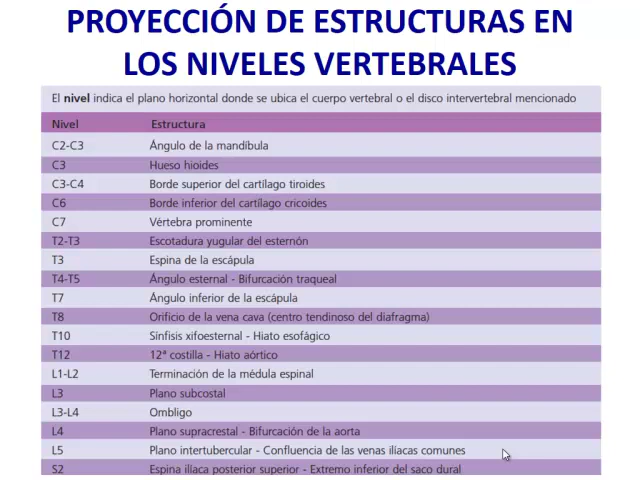 PROYECCIÓN DE ESTRUCTURAS EN
LOS NIVELES VERTEBRALES
El nivel indica el plano horizontal donde se ubica el cuerpo vertebral o el disco intervertebral mencionado
Nivel Estructura
C2-C3 Ángulo de la mandíbula
C3 Hueso hioides
C3-C4 Borde superior del cartílago tiroides
C6 Borde inferior del cartílago cricoides
C7 Vértebra prominente
T2-T3 Escotadura yugular del esternón
T3 Espina de la escápula
T4-T5 Ángulo esternal - Bifurcación traqueal
T7 Ángulo inferior de la escápula
T8 Orificio de la vena cava (centro tendinoso del diafragma)
T10 Sínfisis xifoesternal - Hiato esofágico
T12 12ª costilla - Hiato aórtico
L1-L2 Terminación de la médula espinal
L3 Plano subcostal
L3-L4 Ombligo
L4 Plano supracrestal - Bifurcación de la aorta
L5 Plano intertubercular - Confluencia de las venas ilíacas comunes
S2 Espina ilíaca posterior superior - Extremo inferior del saco dural